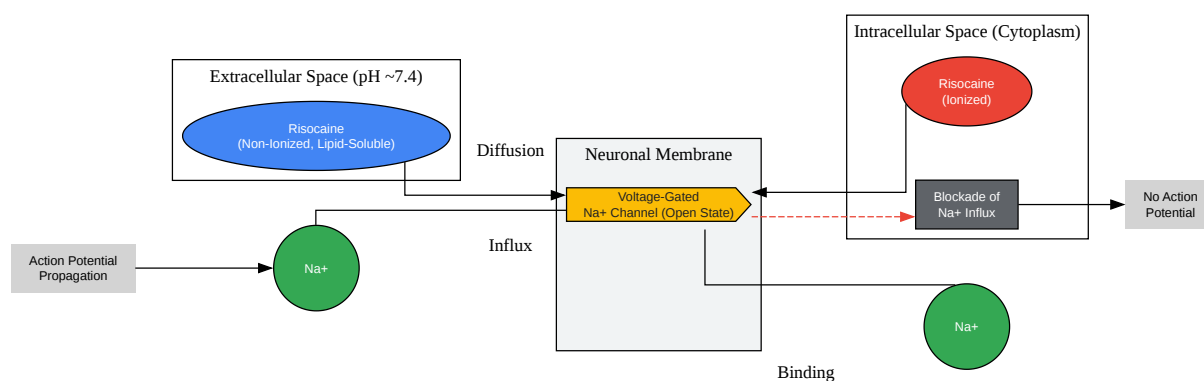 Intracellular Space (Cytoplasm)
Extracellular Space (pH ~7.4)
Risocaine
(Ionized)
Risocaine
(Non-Ionized, Lipid-Soluble)
Diffusion
Neuronal Membrane
Voltage-Gated
Na+ Channel (Open State)
Blockade of
Na+ Influx
No Action
Potential
Influx
Action Potential
Propagation
Na+
Na+
Binding